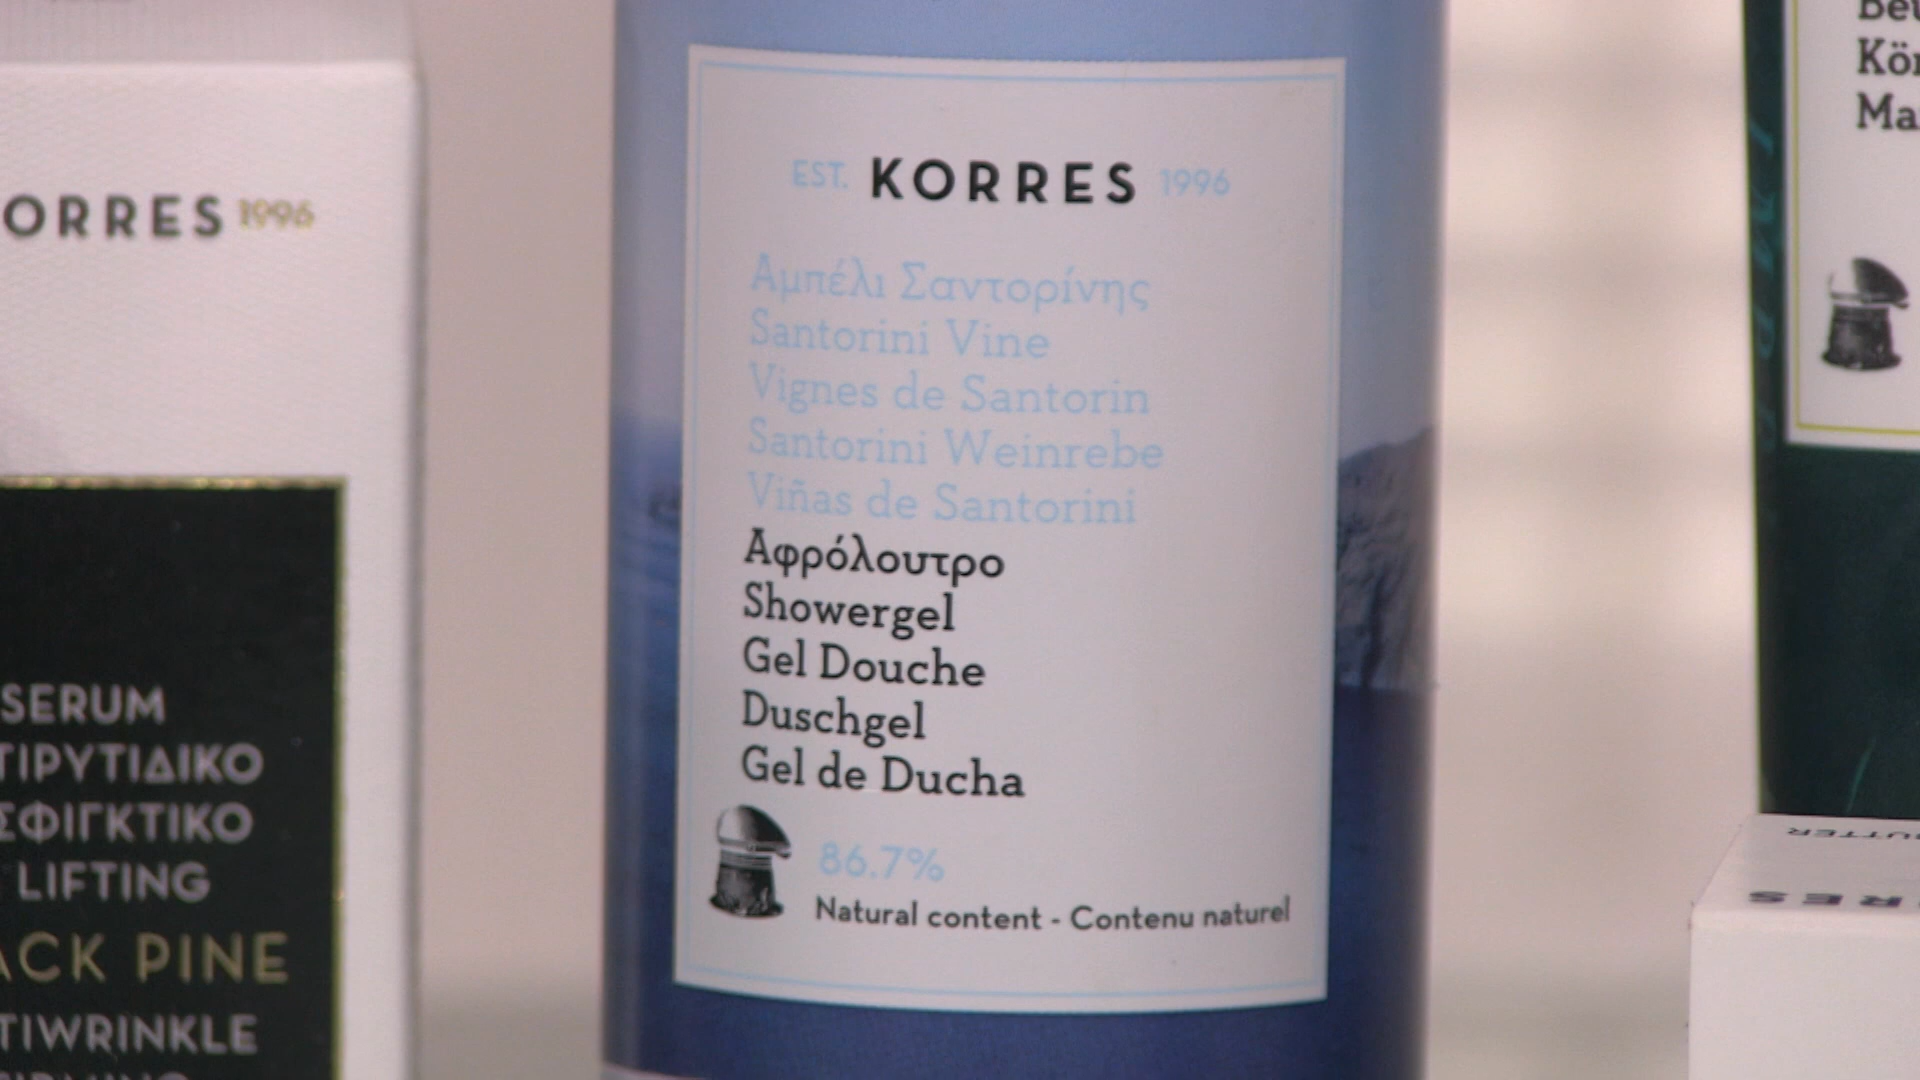 ORRES 1996
SERUM
ΤΙΡΥΤΙΔΙΚΟ
ΣΦΙΓΚΤΙΚΟ
LIFTING
ACK PINE
TIWRINKLE
EST. KORRES 1996
Αμπέλι Σαντορίνης
Santorini Vine
Vignes de Santorin
Santorini Weinrebe
Viñas de Santorini
Αφρόλουτρο
Showergel
Gel Douche
Duschgel
Gel de Ducha
86.7%
Natural content - Contenu naturel
Kör
Ma